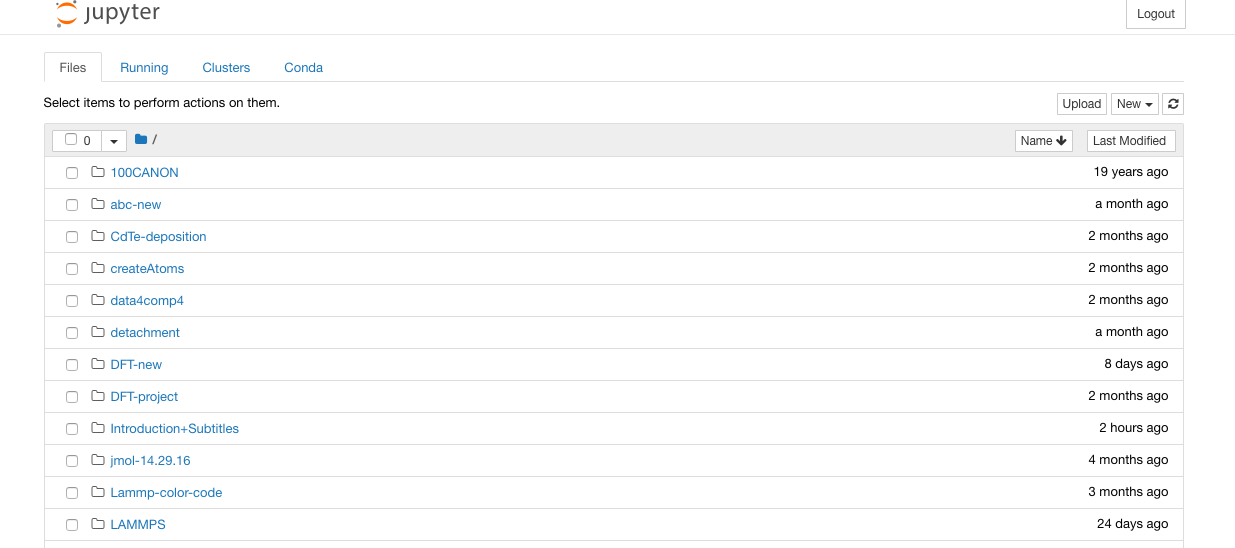 jupyter
Logout
Files Running Clusters Conda
Select items to perform actions on them.
Upload New
0 / Name Last Modified
100CANON 19 years ago
abc-new a month ago
CdTe-deposition 2 months ago
createAtoms 2 months ago
data4comp4 2 months ago
detachment a month ago
DFT-new 8 days ago
DFT-project 2 months ago
Introduction+Subtitles 2 hours ago
jmol-14.29.16 4 months ago
Lammp-color-code 3 months ago
LAMMPS 24 days ago